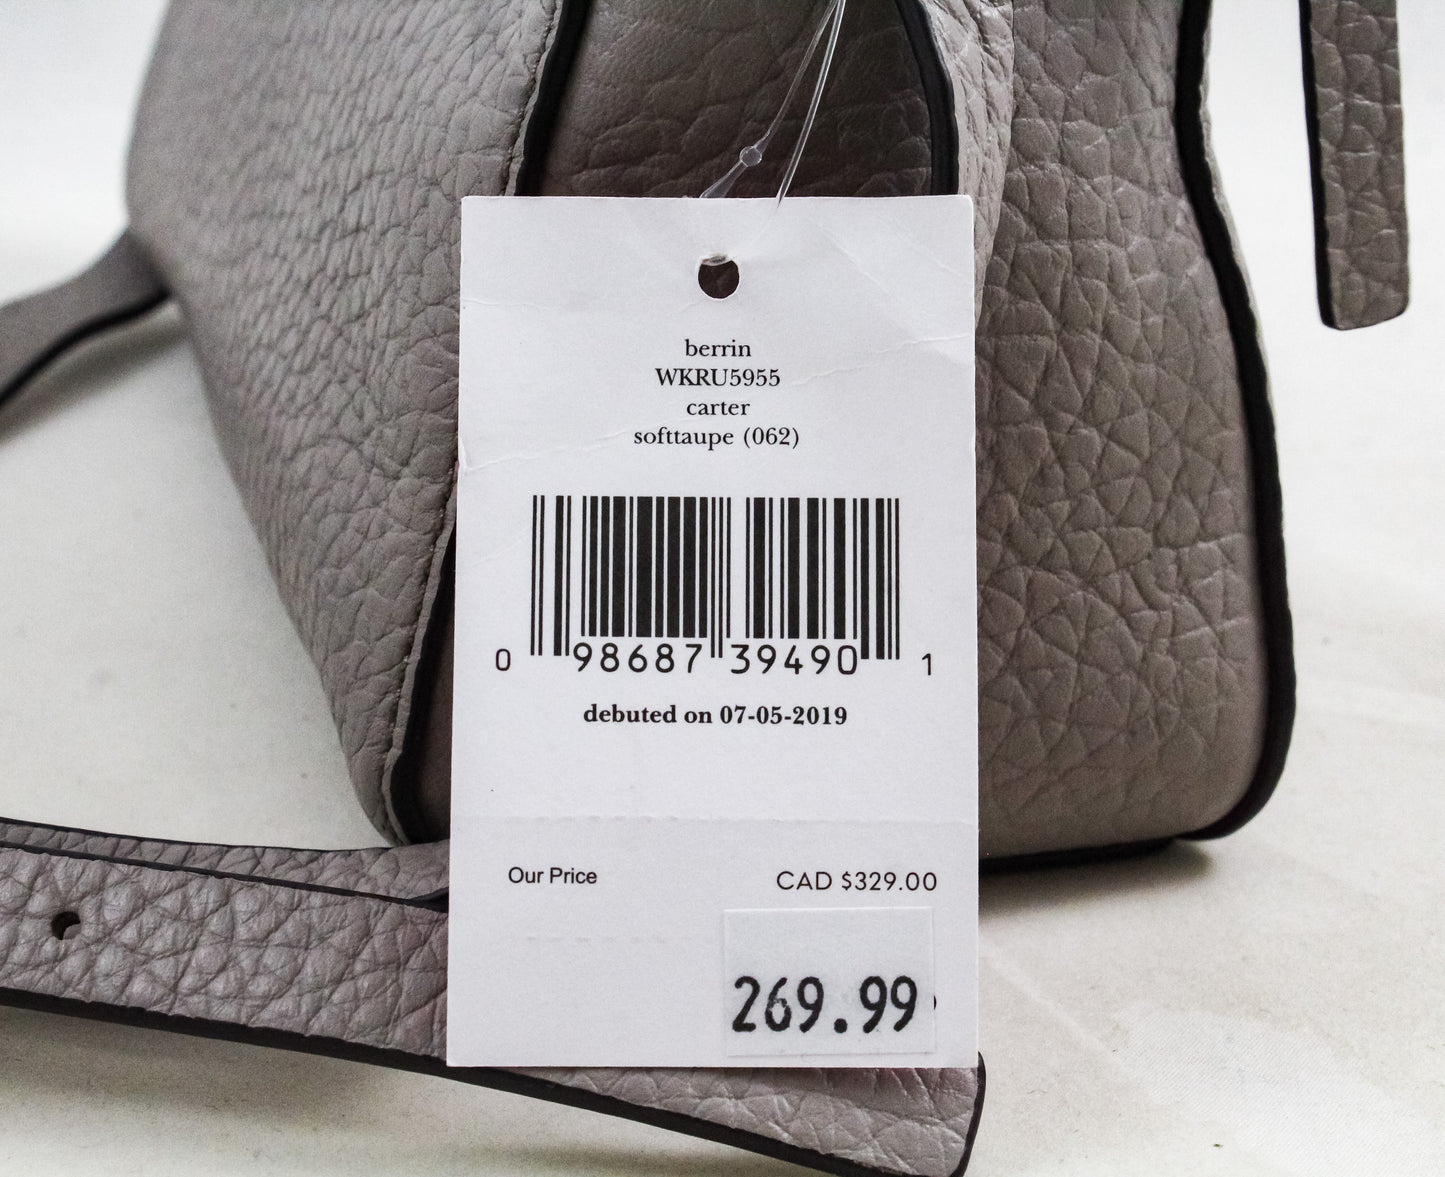 berrin
WKRU5955
carter
softtaupe (062)
0 98687 39490 1
debuted on 07-05-2019
Our Price CAD $329.00
269.99